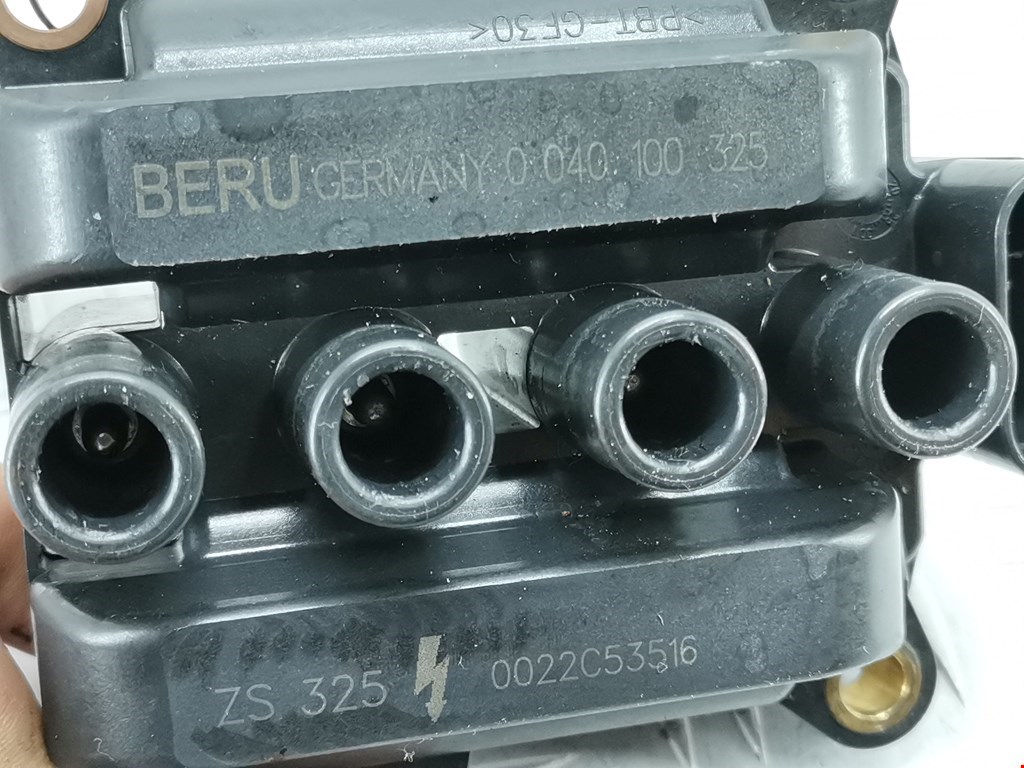 >PBT-GF30<
BERU GERMANY 0 040 100 325
ZS 325 0022C53516